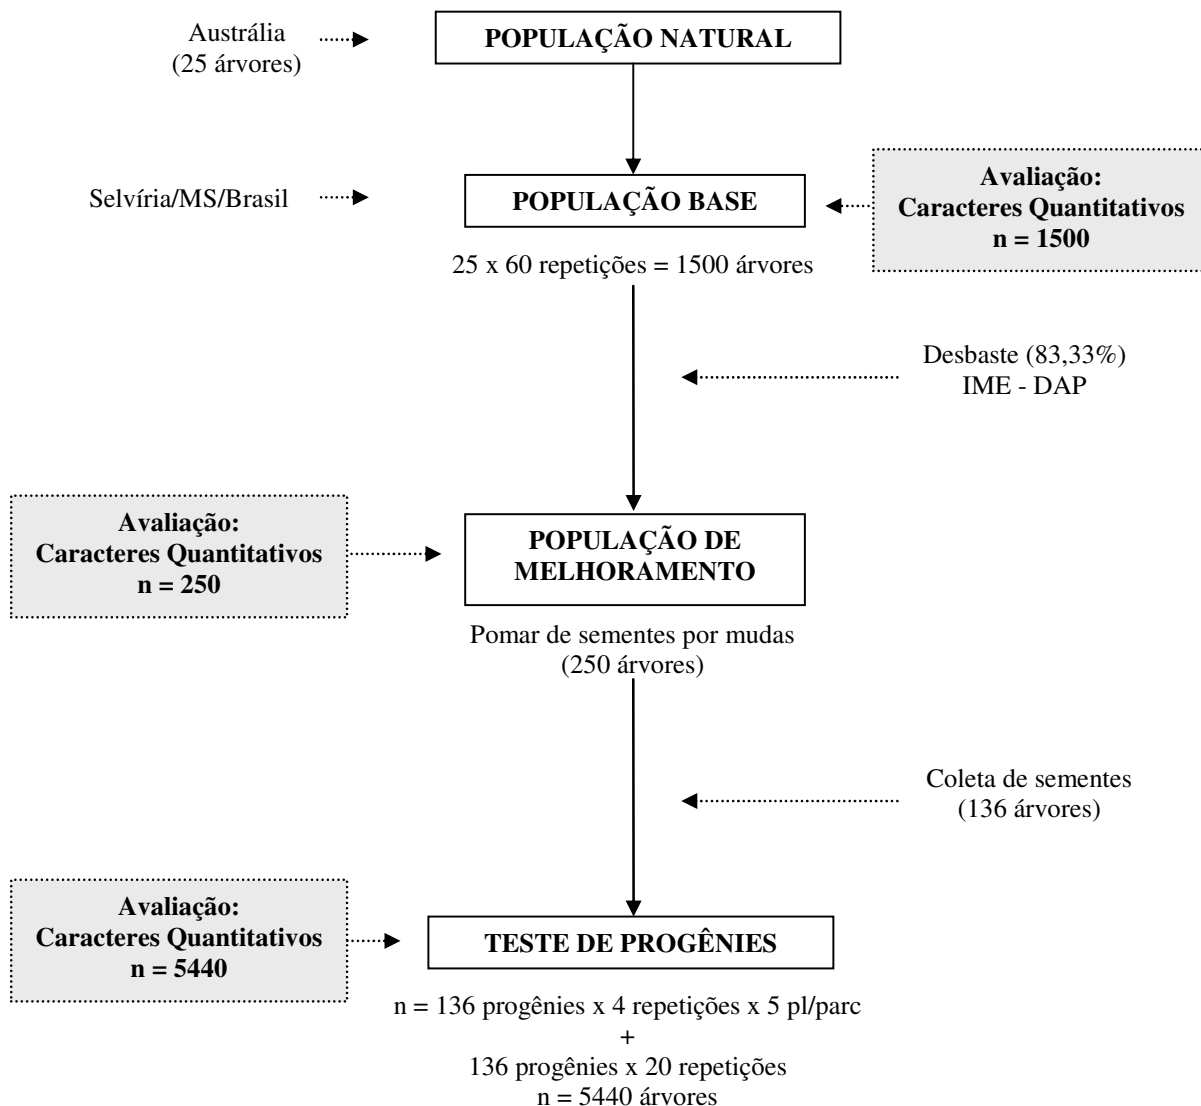 Austrália
(25 árvores)
POPULAÇÃO NATURAL
Selvíria/MS/Brasil
POPULAÇÃO BASE
Avaliação:
Caracteres Quantitativos
n = 1500
25 x 60 repetições = 1500 árvores
Desbaste (83,33%)
IME - DAP
Avaliação:
Caracteres Quantitativos
n = 250
POPULAÇÃO DE
MELHORAMENTO
Pomar de sementes por mudas
(250 árvores)
Coleta de sementes
(136 árvores)
Avaliação:
Caracteres Quantitativos
n = 5440
TESTE DE PROGÊNIES
n = 136 progênies x 4 repetições x 5 pl/parc
+
136 progênies x 20 repetições
n = 5440 árvores